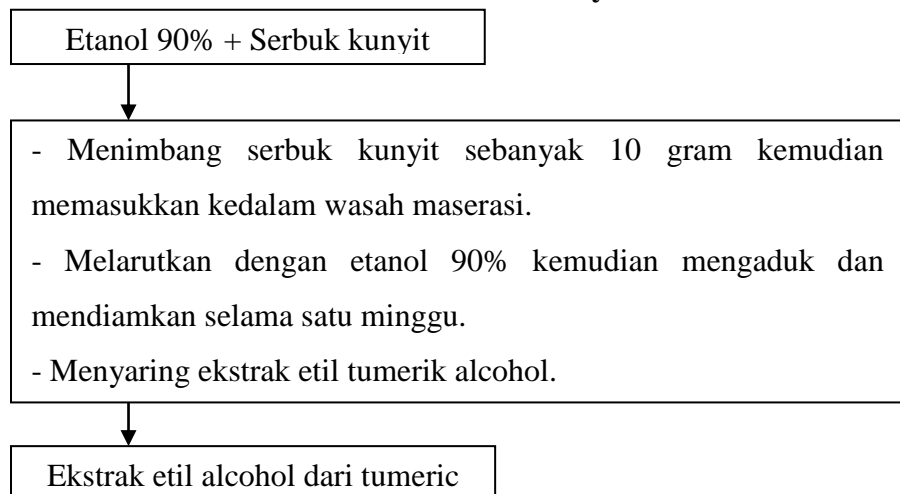 Etanol 90% + Serbuk kunyit
- Menimbang serbuk kunyit sebanyak 10 gram kemudian
memasukkan kedalam wasah maserasi.
- Melarutkan dengan etanol 90% kemudian mengaduk dan
mendiamkan selama satu minggu.
- Menyaring ekstrak etil tumerik alcohol.
Ekstrak etil alcohol dari tumeric